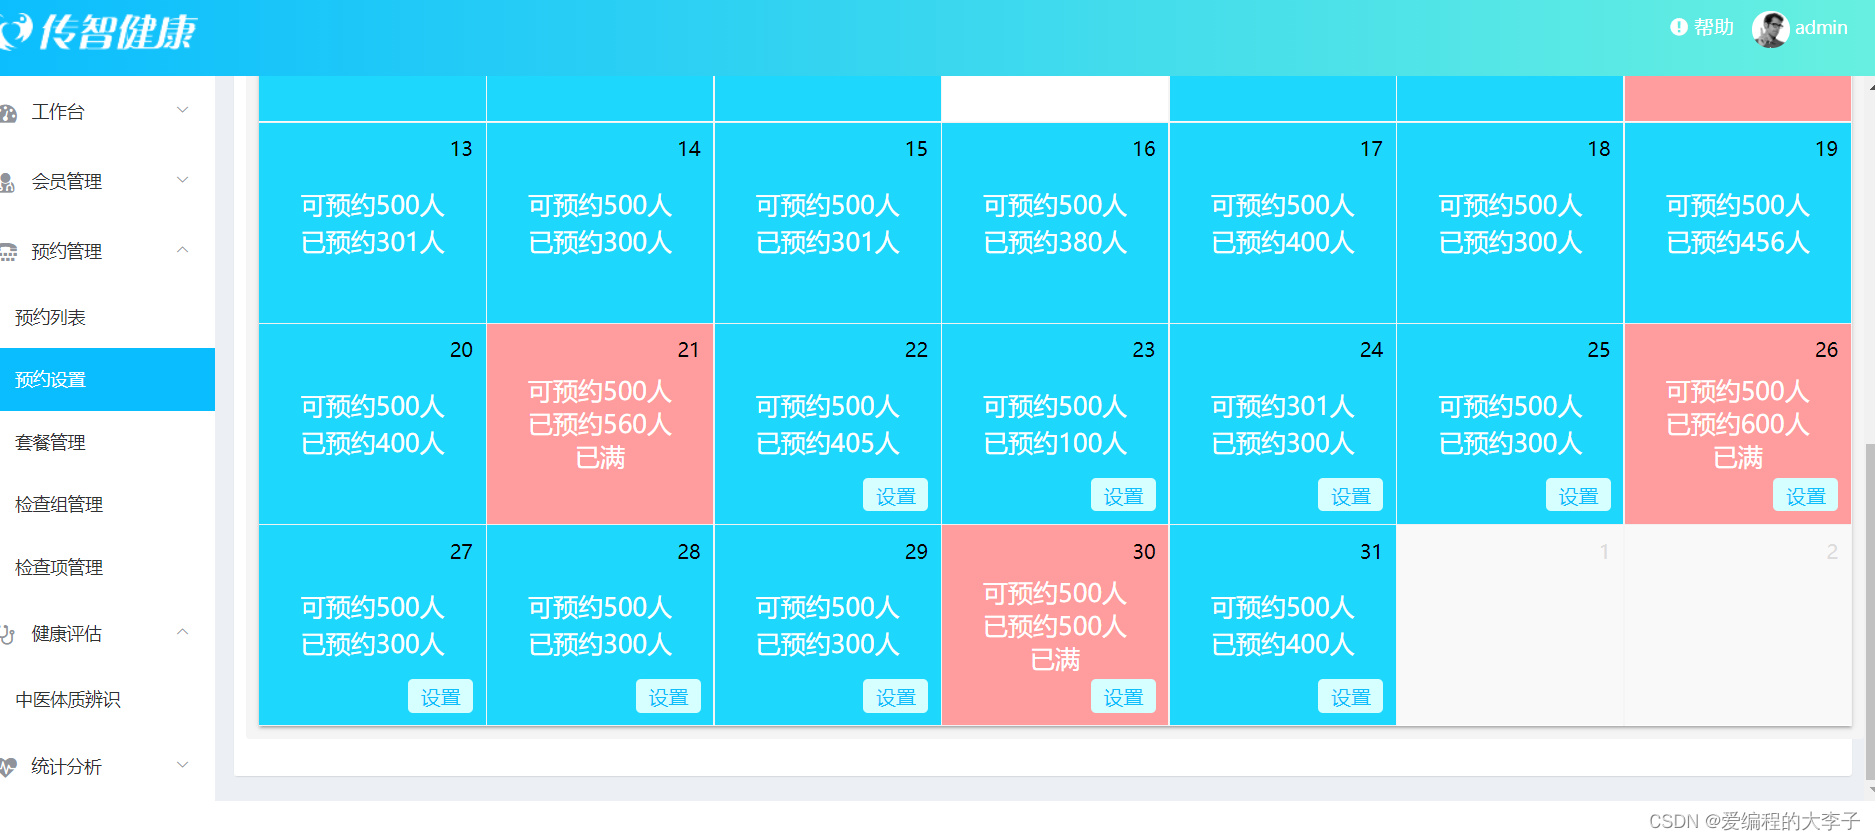 传智健康
帮助
admin
工作台
会员管理
预约管理
预约列表
预约设置
套餐管理
检查组管理
检查项管理
健康评估
中医体质辨识
统计分析
13
可预约500人
已预约301人
14
可预约500人
已预约300人
15
可预约500人
已预约301人
16
可预约500人
已预约380人
17
可预约500人
已预约400人
18
可预约500人
已预约300人
19
可预约500人
已预约456人
20
可预约500人
已预约400人
21
可预约500人
已预约560人
已满
22
可预约500人
已预约405人
设置
23
可预约500人
已预约100人
设置
24
可预约301人
已预约300人
设置
25
可预约500人
已预约300人
设置
26
可预约500人
已预约600人
已满
设置
27
可预约500人
已预约300人
设置
28
可预约500人
已预约300人
设置
29
可预约500人
已预约300人
设置
30
可预约500人
已预约500人
已满
设置
31
可预约500人
已预约400人
设置
1
2
CSDN @爱编程的大李子